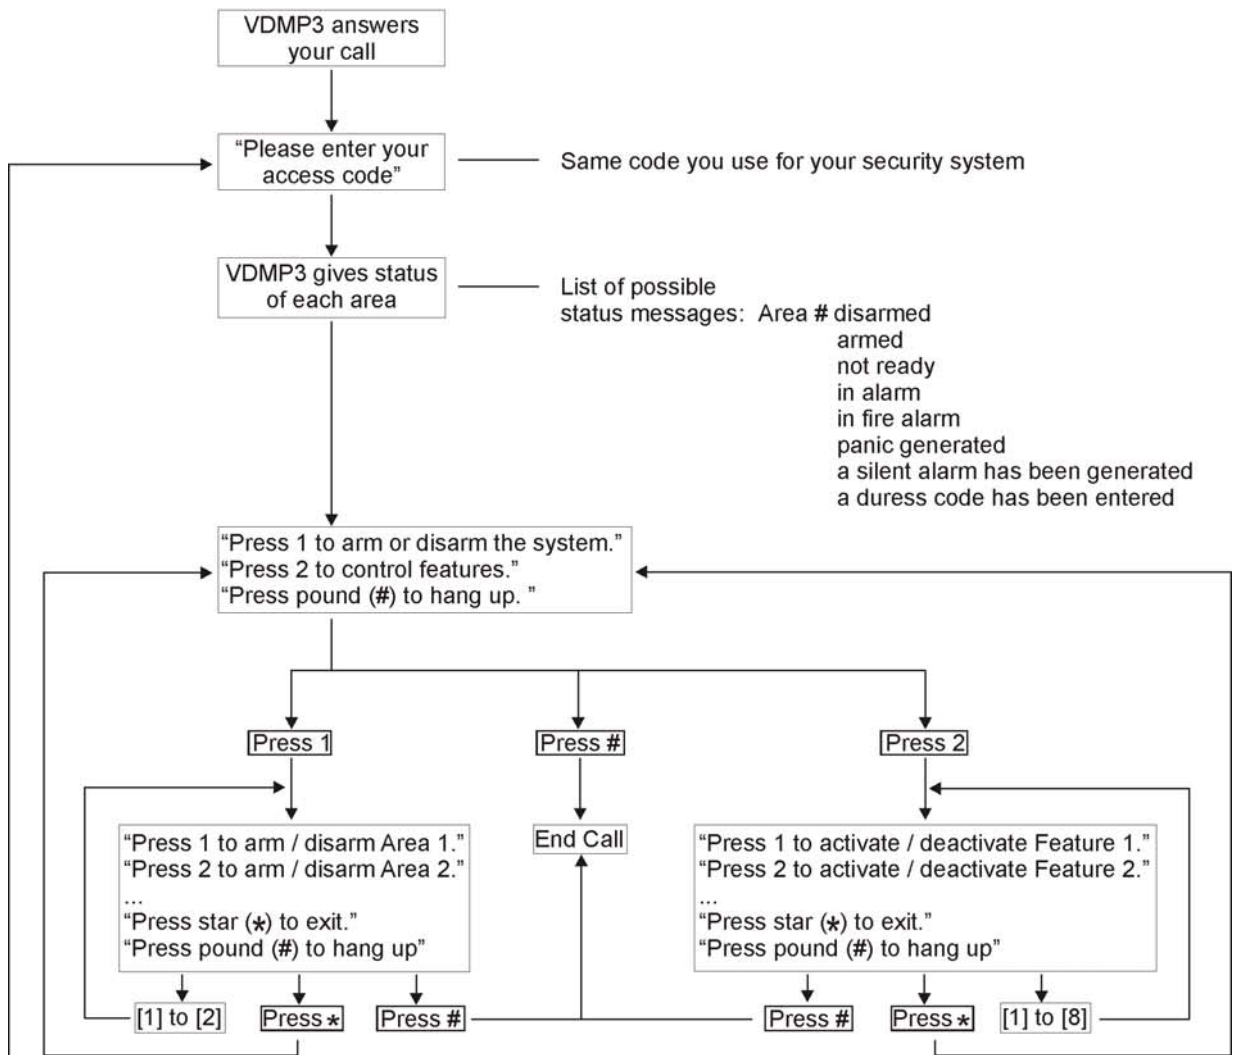 VDMP3 answers
your call
“Please enter your
access code”
Same code you use for your security system
VDMP3 gives status
of each area
List of possible
status messages: Area # disarmed
armed
not ready
in alarm
in fire alarm
panic generated
a silent alarm has been generated
a duress code has been entered
“Press 1 to arm or disarm the system.”
“Press 2 to control features.”
“Press pound (#) to hang up. ”
Press 1
Press #
Press 2
“Press 1 to arm / disarm Area 1.”
“Press 2 to arm / disarm Area 2.”
...
“Press star (*) to exit.”
“Press pound (#) to hang up”
End Call
“Press 1 to activate / deactivate Feature 1.”
“Press 2 to activate / deactivate Feature 2.”
...
“Press star (*) to exit.”
“Press pound (#) to hang up”
[1] to [2]
Press *
Press #
Press #
Press *
[1] to [8]